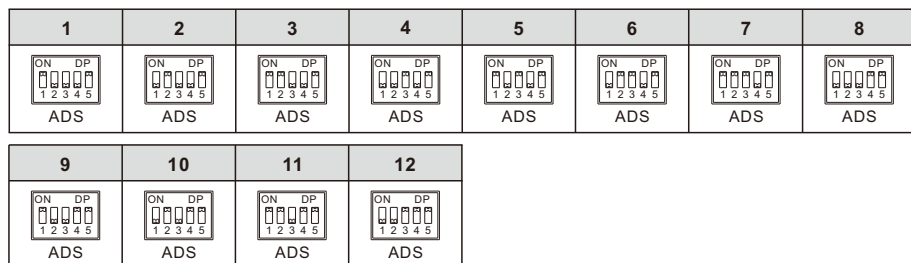 1 2 3 4 5 6 7 8
ON DP ON DP ON DP ON DP ON DP ON DP ON DP ON DP
1 2 3 4 5 1 2 3 4 5 1 2 3 4 5 1 2 3 4 5 1 2 3 4 5 1 2 3 4 5 1 2 3 4 5 1 2 3 4 5
ADS ADS ADS ADS ADS ADS ADS ADS
9 10 11 12
ON DP ON DP ON DP ON DP
1 2 3 4 5 1 2 3 4 5 1 2 3 4 5 1 2 3 4 5
ADS ADS ADS ADS